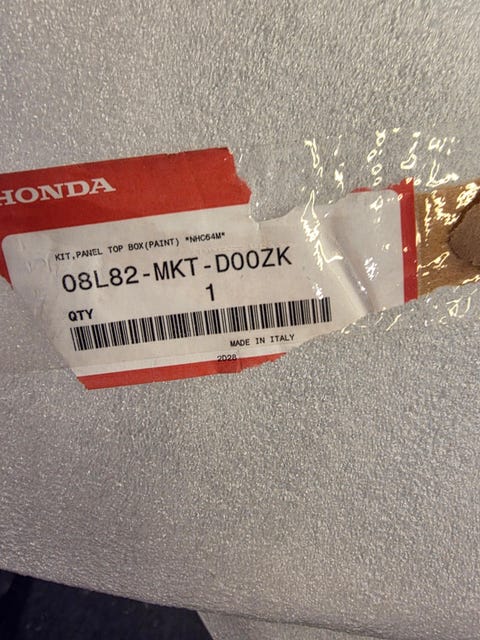 HONDA
KIT,PANEL TOP BOX(PAINT) "NHC64M"
08L82-MKT-D00ZK
1
QTY
MADE IN ITALY
2D28